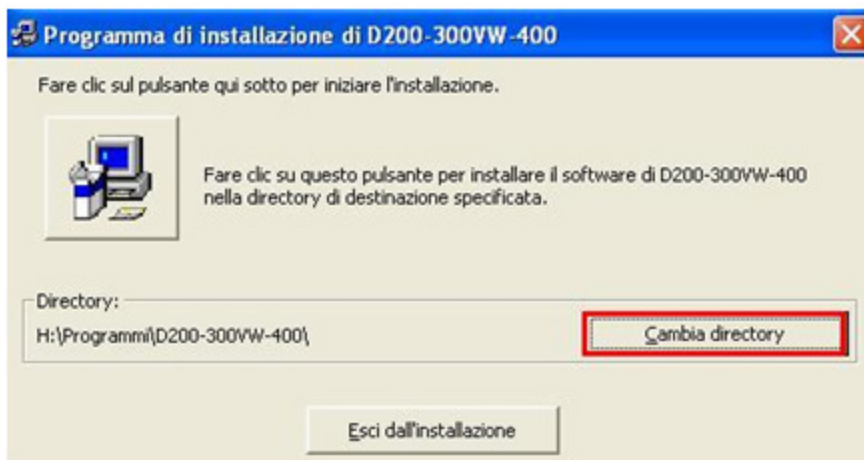 Programma di installazione di D200-300VW-400
Fare clic sul pulsante qui sotto per iniziare l'installazione.
Fare clic su questo pulsante per installare il software di D200-300VW-400
nella directory di destinazione specificata.
Directory:
H:\Programmi\D200-300VW-400\
Cambia directory
Esci dall'installazione